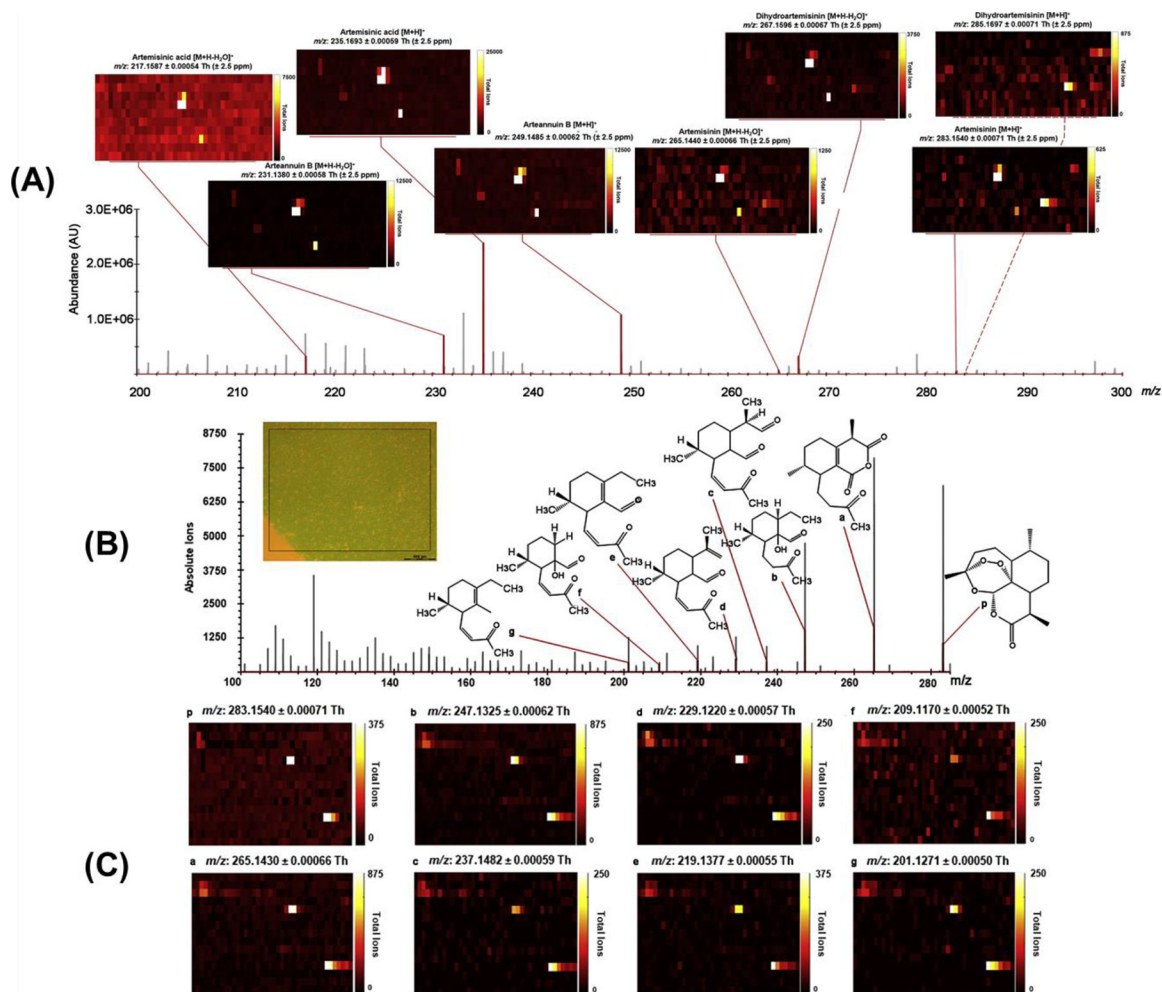 (A)
Artemisinic acid [M+H-H₂O]⁺
m/z: 217.1587 ± 0.00054 Th (± 2.5 ppm)
7500
Total Ions
0
Artemisinic acid [M+H]⁺
m/z: 235.1693 ± 0.00059 Th (± 2.5 ppm)
25000
Total Ions
0
Dihydroartemisinin [M+H-H₂O]⁺
m/z: 267.1596 ± 0.00067 Th (± 2.5 ppm)
3750
Total Ions
0
Dihydroartemisinin [M+H]⁺
m/z: 285.1697 ± 0.00071 Th (± 2.5 ppm)
875
Total Ions
0
Arteannuin B [M+H-H₂O]⁺
m/z: 231.1380 ± 0.00058 Th (± 2.5 ppm)
12500
Total Ions
0
Arteannuin B [M+H]⁺
m/z: 249.1485 ± 0.00062 Th (± 2.5 ppm)
12500
Total Ions
0
Artemisinin [M+H-H₂O]⁺
m/z: 265.1440 ± 0.00066 Th (± 2.5 ppm)
1250
Total Ions
0
Artemisinin [M+H]⁺
m/z: 283.1540 ± 0.00071 Th (± 2.5 ppm)
625
Total Ions
0
Abundance (AU)
3.0E+06
2.0E+06
1.0E+06
200 210 220 230 240 250 260 270 280 290 300 m/z
(B)
Absolute Ions
8750
7500
6250
5000
3750
2500
1250
100 120 140 160 180 200 220 240 260 280 m/z
CH3
H
H
H3C
O
O
O
CH3
c
O
O
O
O
CH3
a
CH3
H
H3C
O
O
CH3
e
H
H
H3C
O
OH
O
CH3
f
H
CH3
H
H3C
O
OH
O
CH3
b
H
H3C
O
O
CH3
d
CH3
H
H3C
O
CH3
g
O
O
O
O
O
p
(C)
p m/z: 283.1540 ± 0.00071 Th
375
Total Ions
0
b m/z: 247.1325 ± 0.00062 Th
875
Total Ions
0
d m/z: 229.1220 ± 0.00057 Th
250
Total Ions
0
f m/z: 209.1170 ± 0.00052 Th
250
Total Ions
0
a m/z: 265.1430 ± 0.00066 Th
875
Total Ions
0
c m/z: 237.1482 ± 0.00059 Th
250
Total Ions
0
e m/z: 219.1377 ± 0.00055 Th
375
Total Ions
0
g m/z: 201.1271 ± 0.00050 Th
250
Total Ions
0